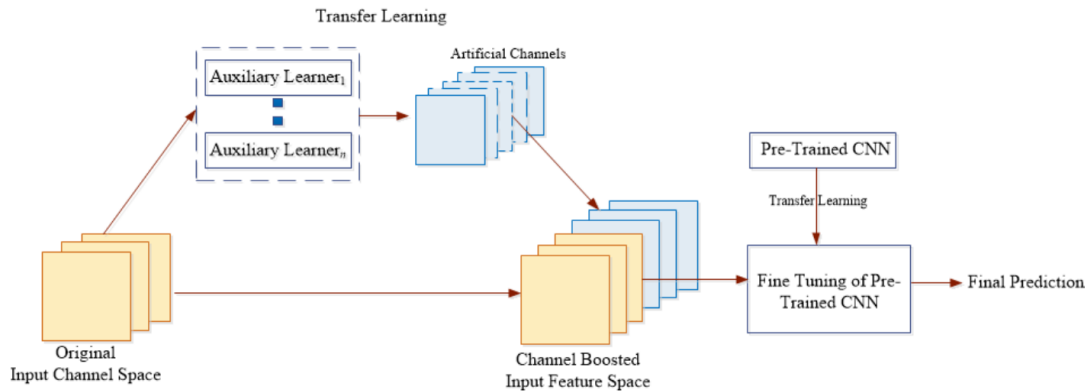 Transfer Learning
Artificial Channels
Auxiliary Learner1
Auxiliary Learnern
Pre-Trained CNN
Transfer Learning
Fine Tuning of Pre-
Trained CNN
Final Prediction
Original
Input Channel Space
Channel Boosted
Input Feature Space